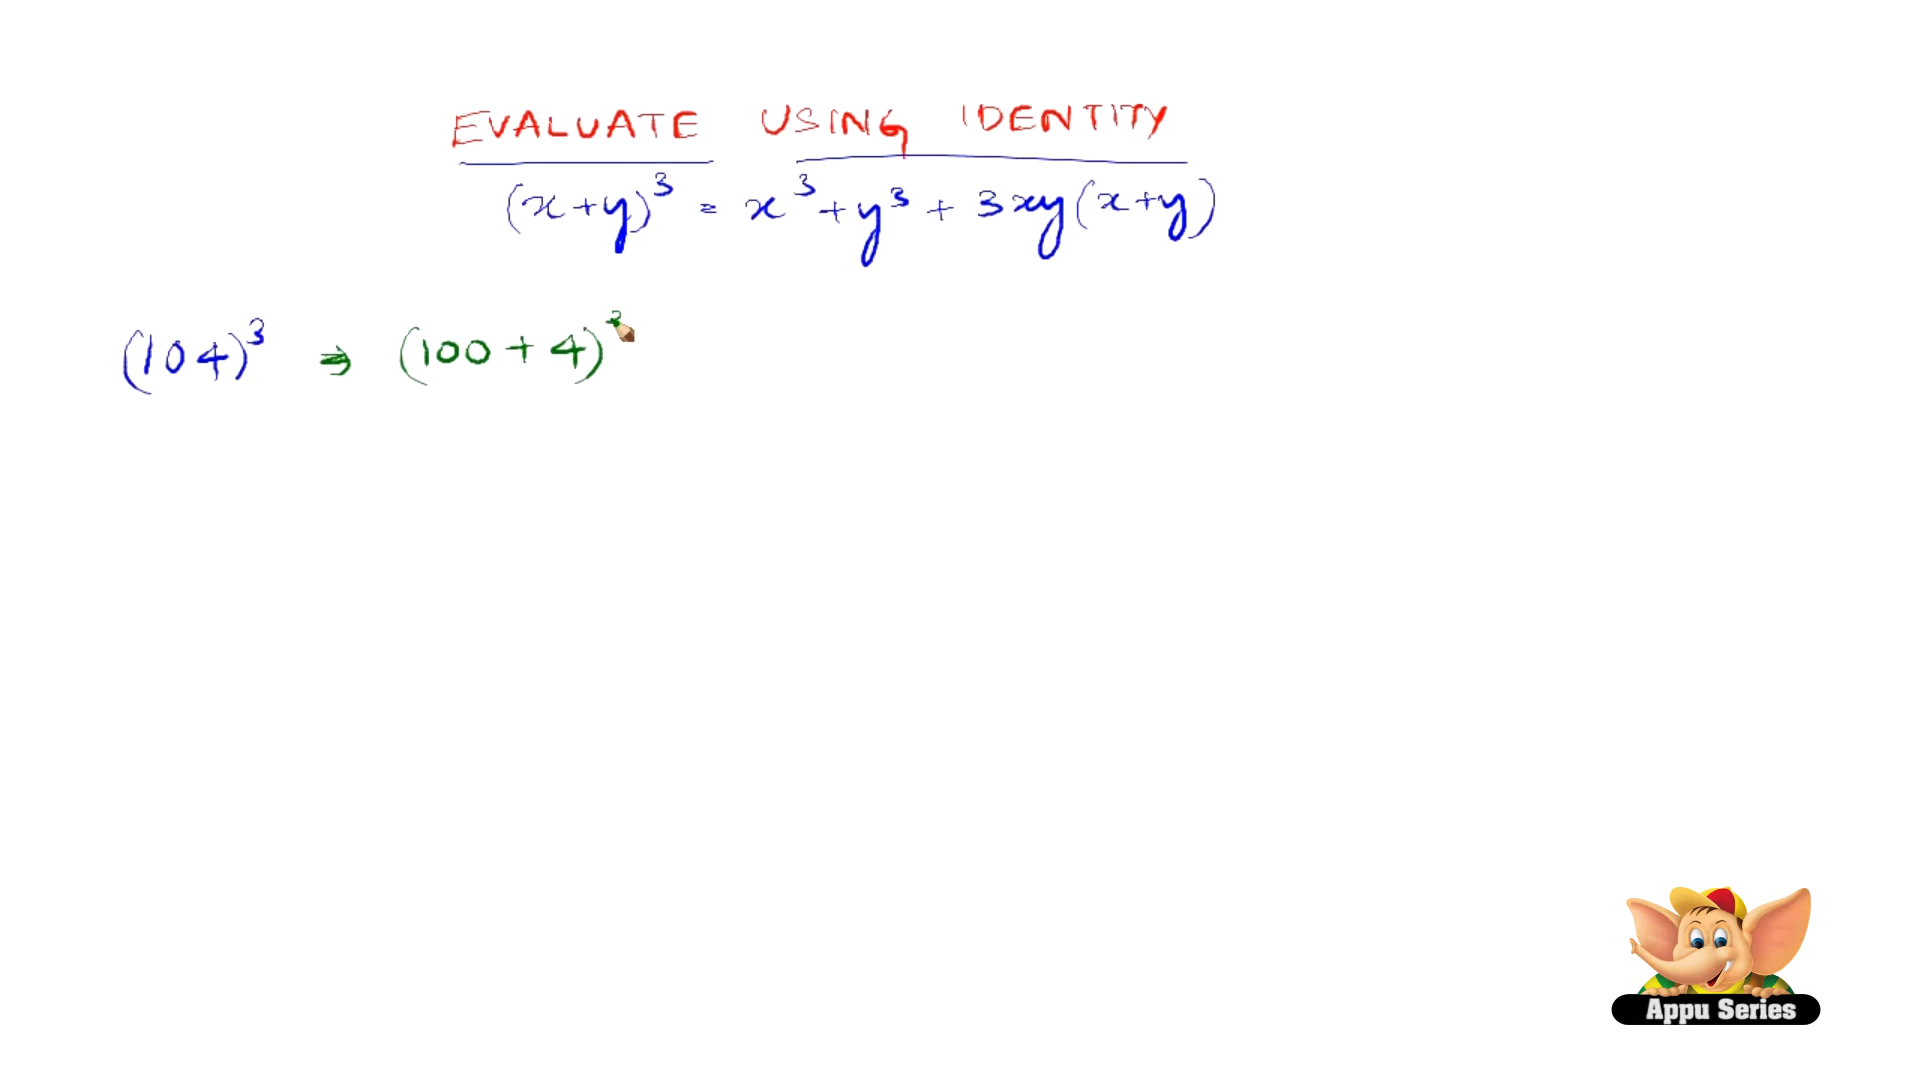 EVALUATE USING IDENTITY
(x+y)³ = x³+y³ + 3xy(x+y)
(104)³ ⇒ (100+4)³
Appu Series